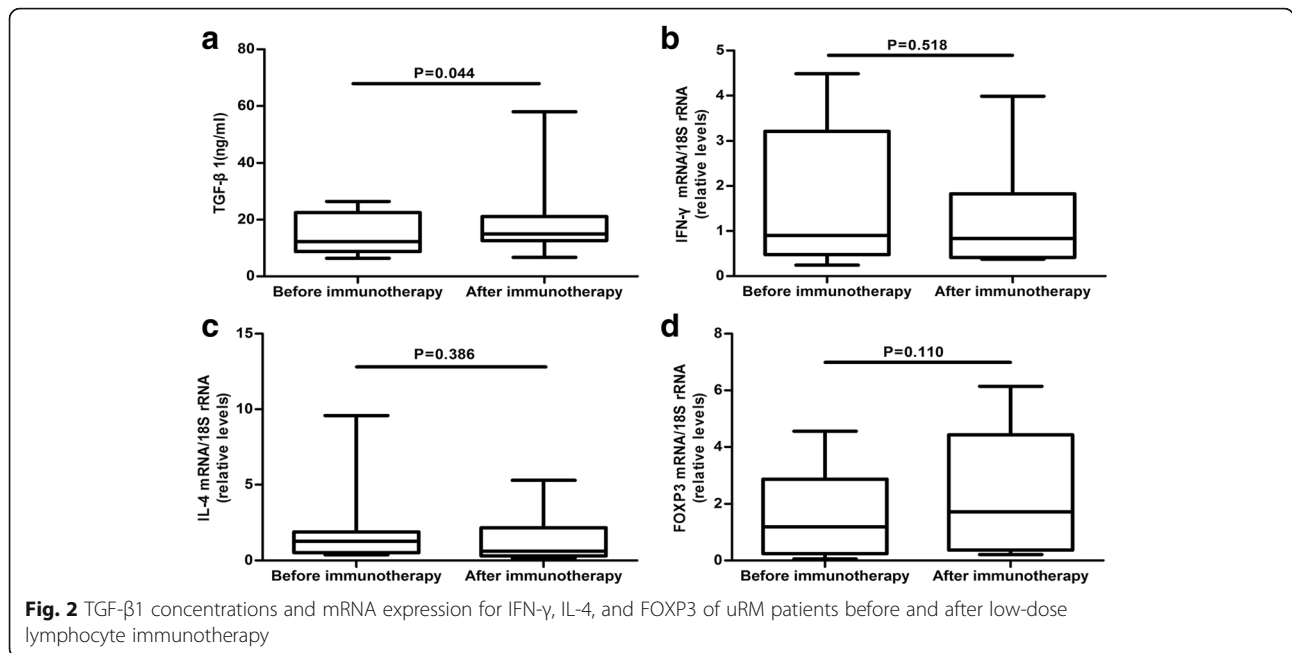 a
80
60
40
20
0
TGF-β 1(ng/ml)
P=0.044
Before immunotherapy
After immunotherapy
b
5
4
3
2
1
0
IFN-γ mRNA/18S rRNA
(relative levels)
P=0.518
Before immunotherapy
After immunotherapy
c
15
10
5
0
IL-4 mRNA/18S rRNA
(relative levels)
P=0.386
Before immunotherapy
After immunotherapy
d
8
6
4
2
0
FOXP3 mRNA/18S rRNA
(relative levels)
P=0.110
Before immunotherapy
After immunotherapy
Fig. 2 TGF-β1 concentrations and mRNA expression for IFN-γ, IL-4, and FOXP3 of uRM patients before and after low-dose
lymphocyte immunotherapy